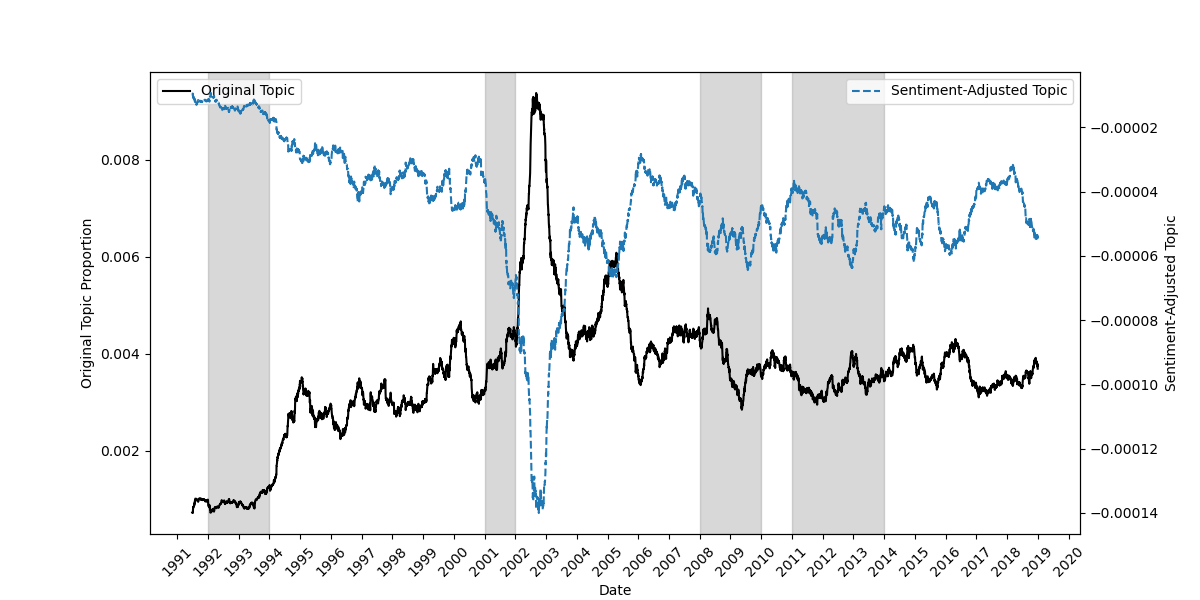 Original Topic
Sentiment-Adjusted Topic
0.008
0.006
0.004
0.002
Original Topic Proportion
−0.00002
−0.00004
−0.00006
−0.00008
−0.00010
−0.00012
−0.00014
Sentiment-Adjusted Topic
1991 1992 1993 1994 1995 1996 1997 1998 1999 2000 2001 2002 2003 2004 2005 2006 2007 2008 2009 2010 2011 2012 2013 2014 2015 2016 2017 2018 2019 2020
Date